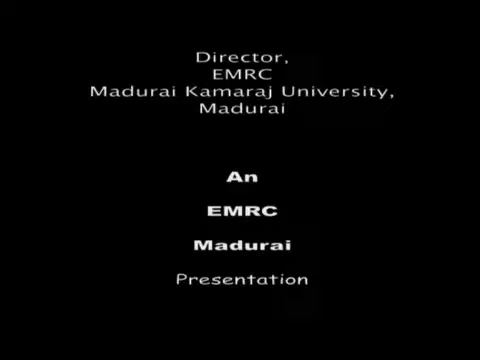 Director,
EMRC
Madurai Kamaraj University,
Madurai
An
EMRC
Madurai
Presentation